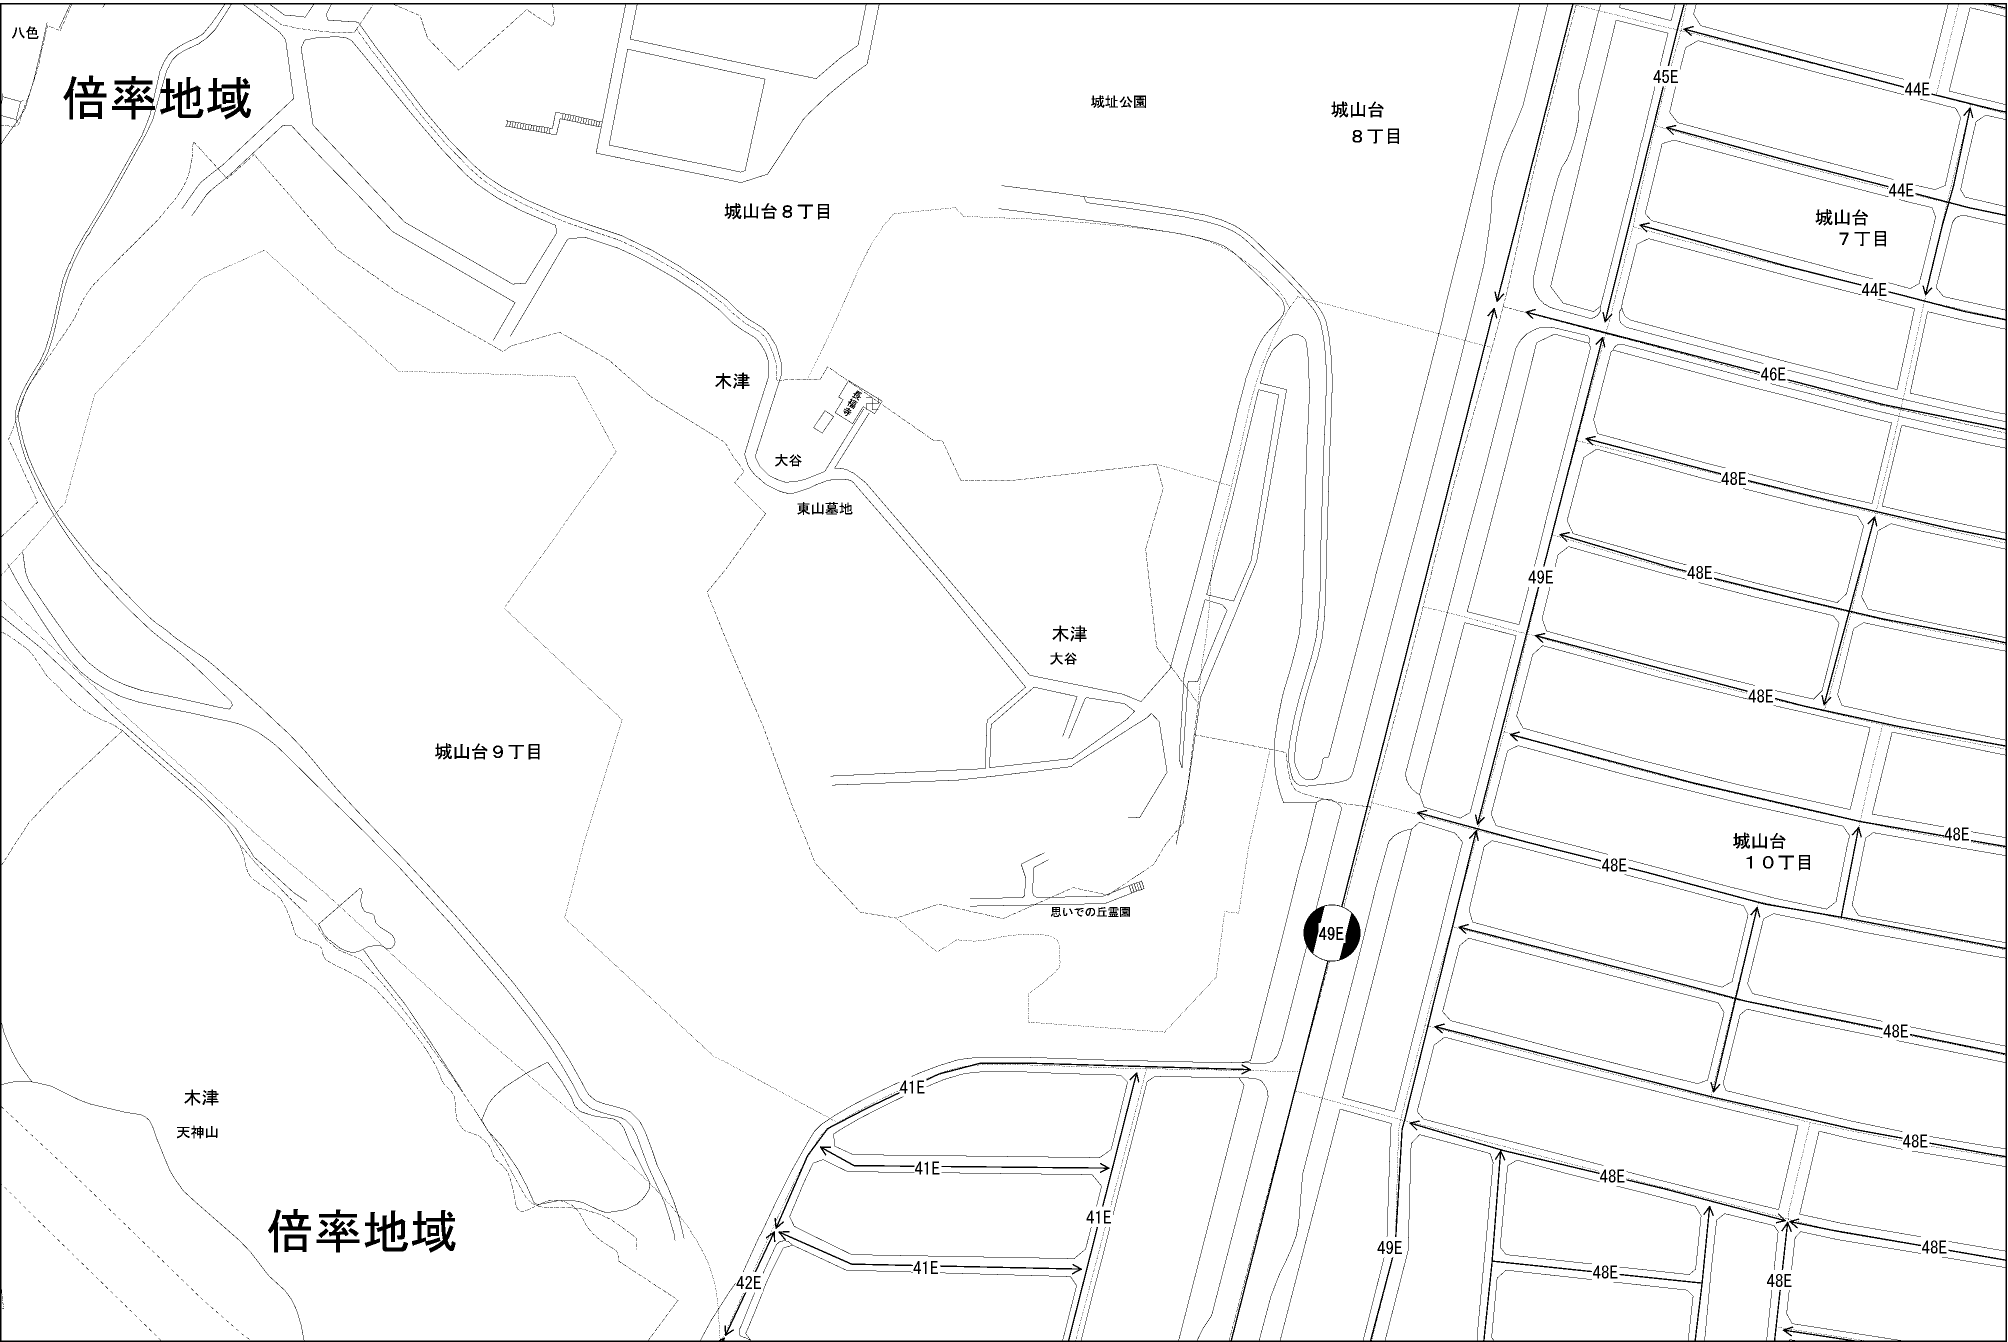 八色
倍率地域
城址公園
城山台
８丁目
45E
44E
44E
城山台８丁目
城山台
７丁目
44E
木津
46E
長福寺
大谷
48E
東山墓地
49E
48E
木津
大谷
48E
城山台９丁目
48E
城山台
１０丁目
48E
思いでの丘霊園
49E
48E
41E
木津
天神山
48E
41E
48E
41E
倍率地域
49E
48E
41E
42E
48E
48E